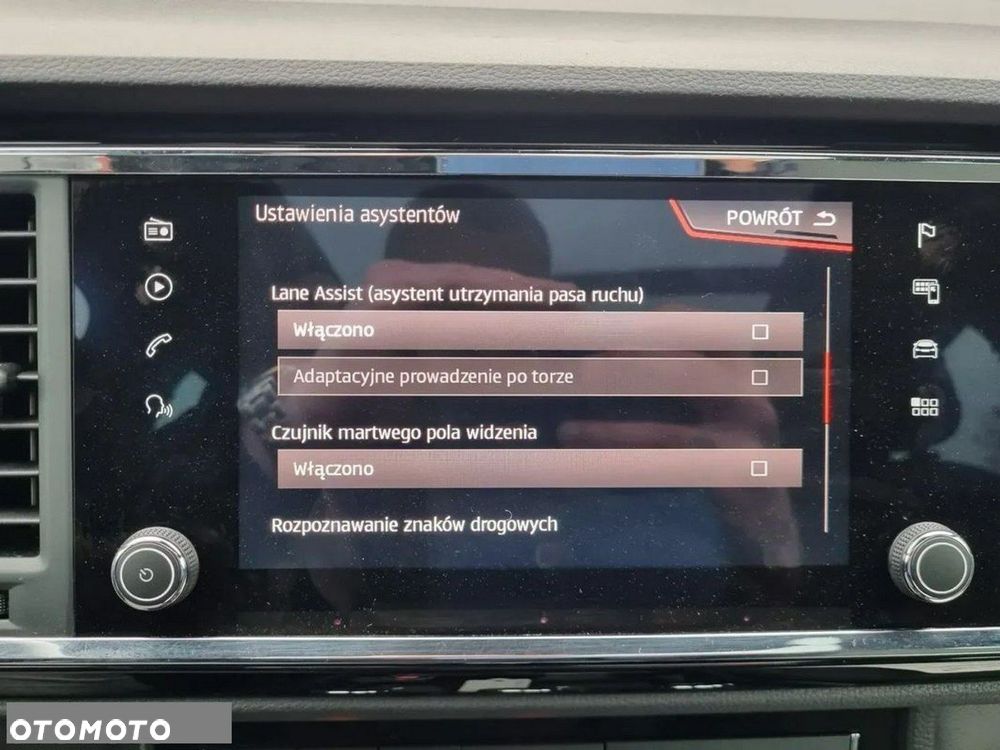 Ustawienia asystentów
POWRÓT
Lane Assist (asystent utrzymania pasa ruchu)
Włączono
Adaptacyjne prowadzenie po torze
Czujnik martwego pola widzenia
Włączono
Rozpoznawanie znaków drogowych
OTOMOTO